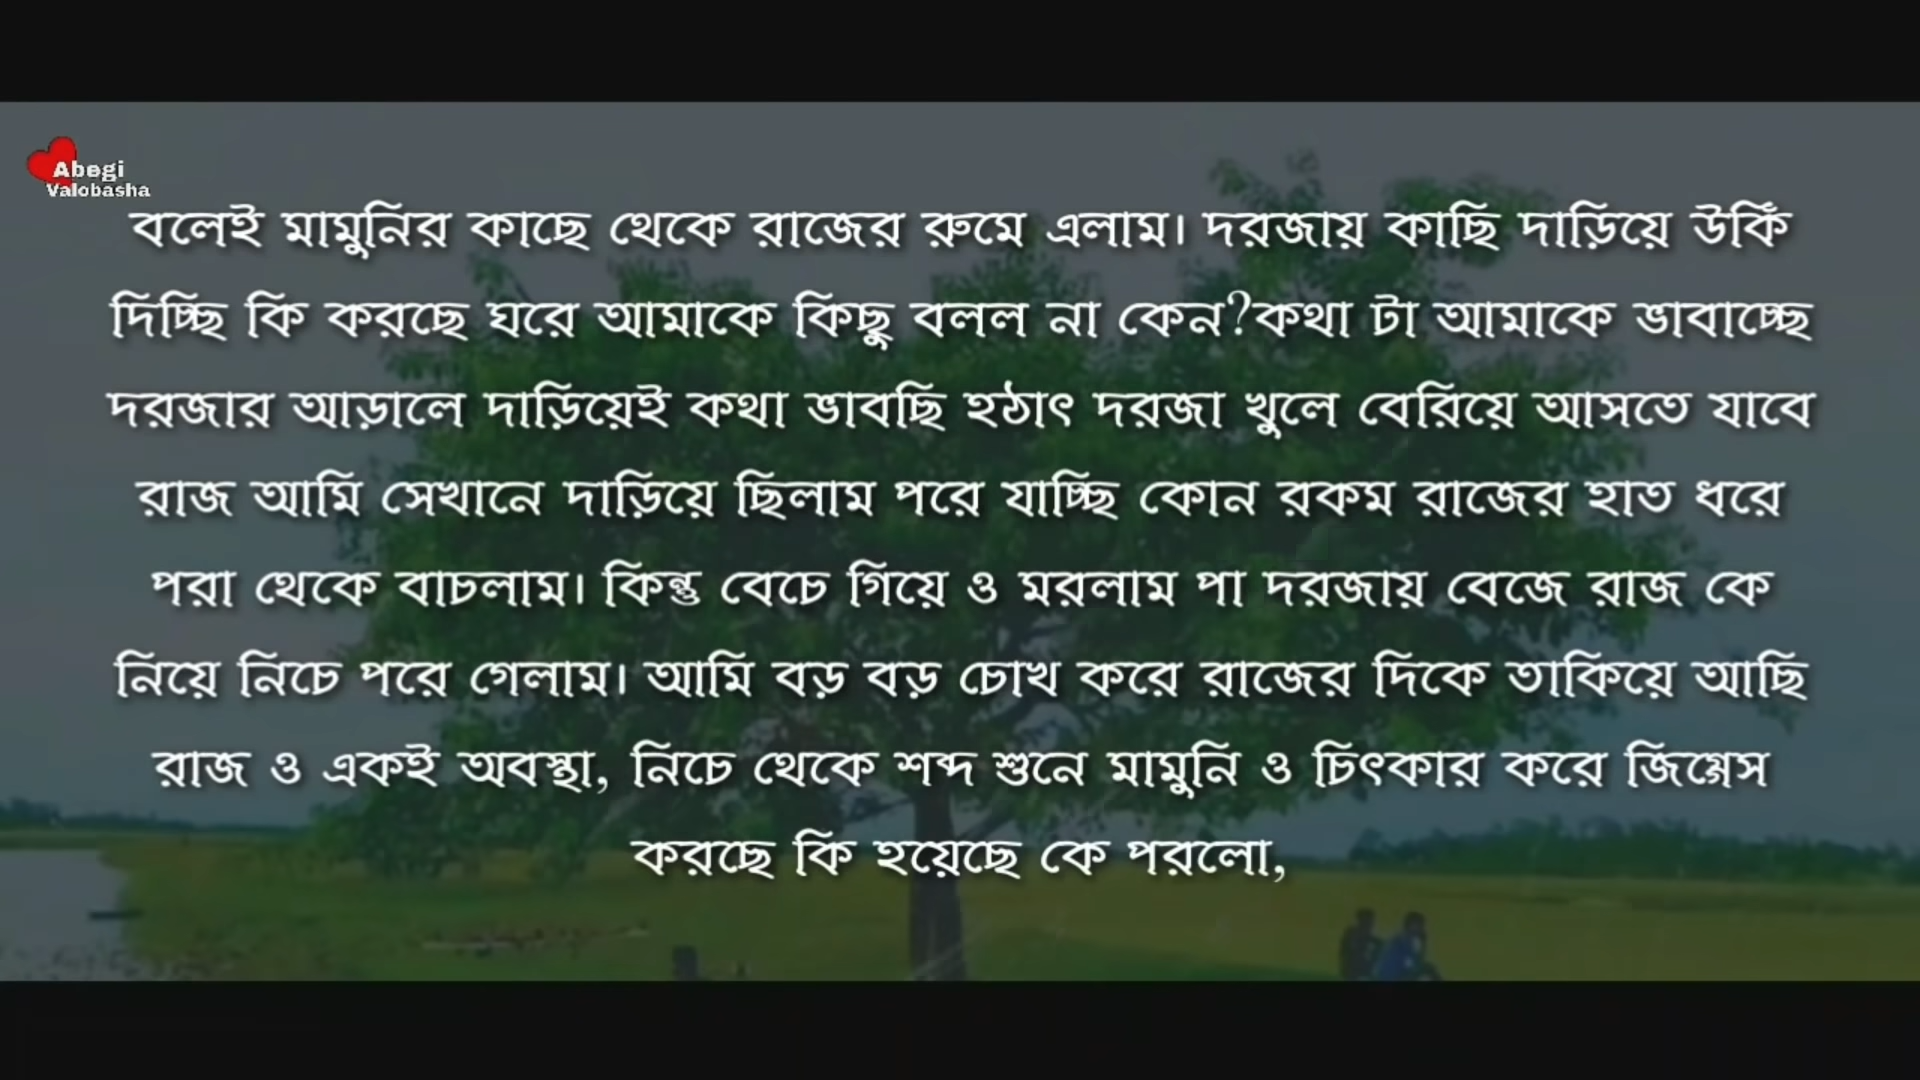 Abegi
Valobasha
বলেই মামুনির কাছে থেকে রাজের রুমে এলাম। দরজায় কাছি দাড়িয়ে উর্কি
দিচ্ছি কি করছে ঘরে আমাকে কিছু বলল না কেন?কথা টা আমাকে ভাবাচ্ছে
দরজার আড়ালে দাড়িয়েই কথা ভাবছি হঠাৎ দরজা খুলে বেরিয়ে আসতে যাবে
রাজ আমি সেখানে দাড়িয়ে ছিলাম পরে যাচ্ছি কোন রকম রাজের হাত ধরে
পরা থেকে বাচলাম। কিন্তু বেচে গিয়ে ও মরলাম পা দরজায় বেজে রাজ কে
নিয়ে নিচে পরে গেলাম। আমি বড় বড় চোখ করে রাজের দিকে তাকিয়ে আছি
রাজ ও একই অবস্থা, নিচে থেকে শব্দ শুনে মামুনি ও চিৎকার করে জিগ্নেস
করছে কি হয়েছে কে পরলো,